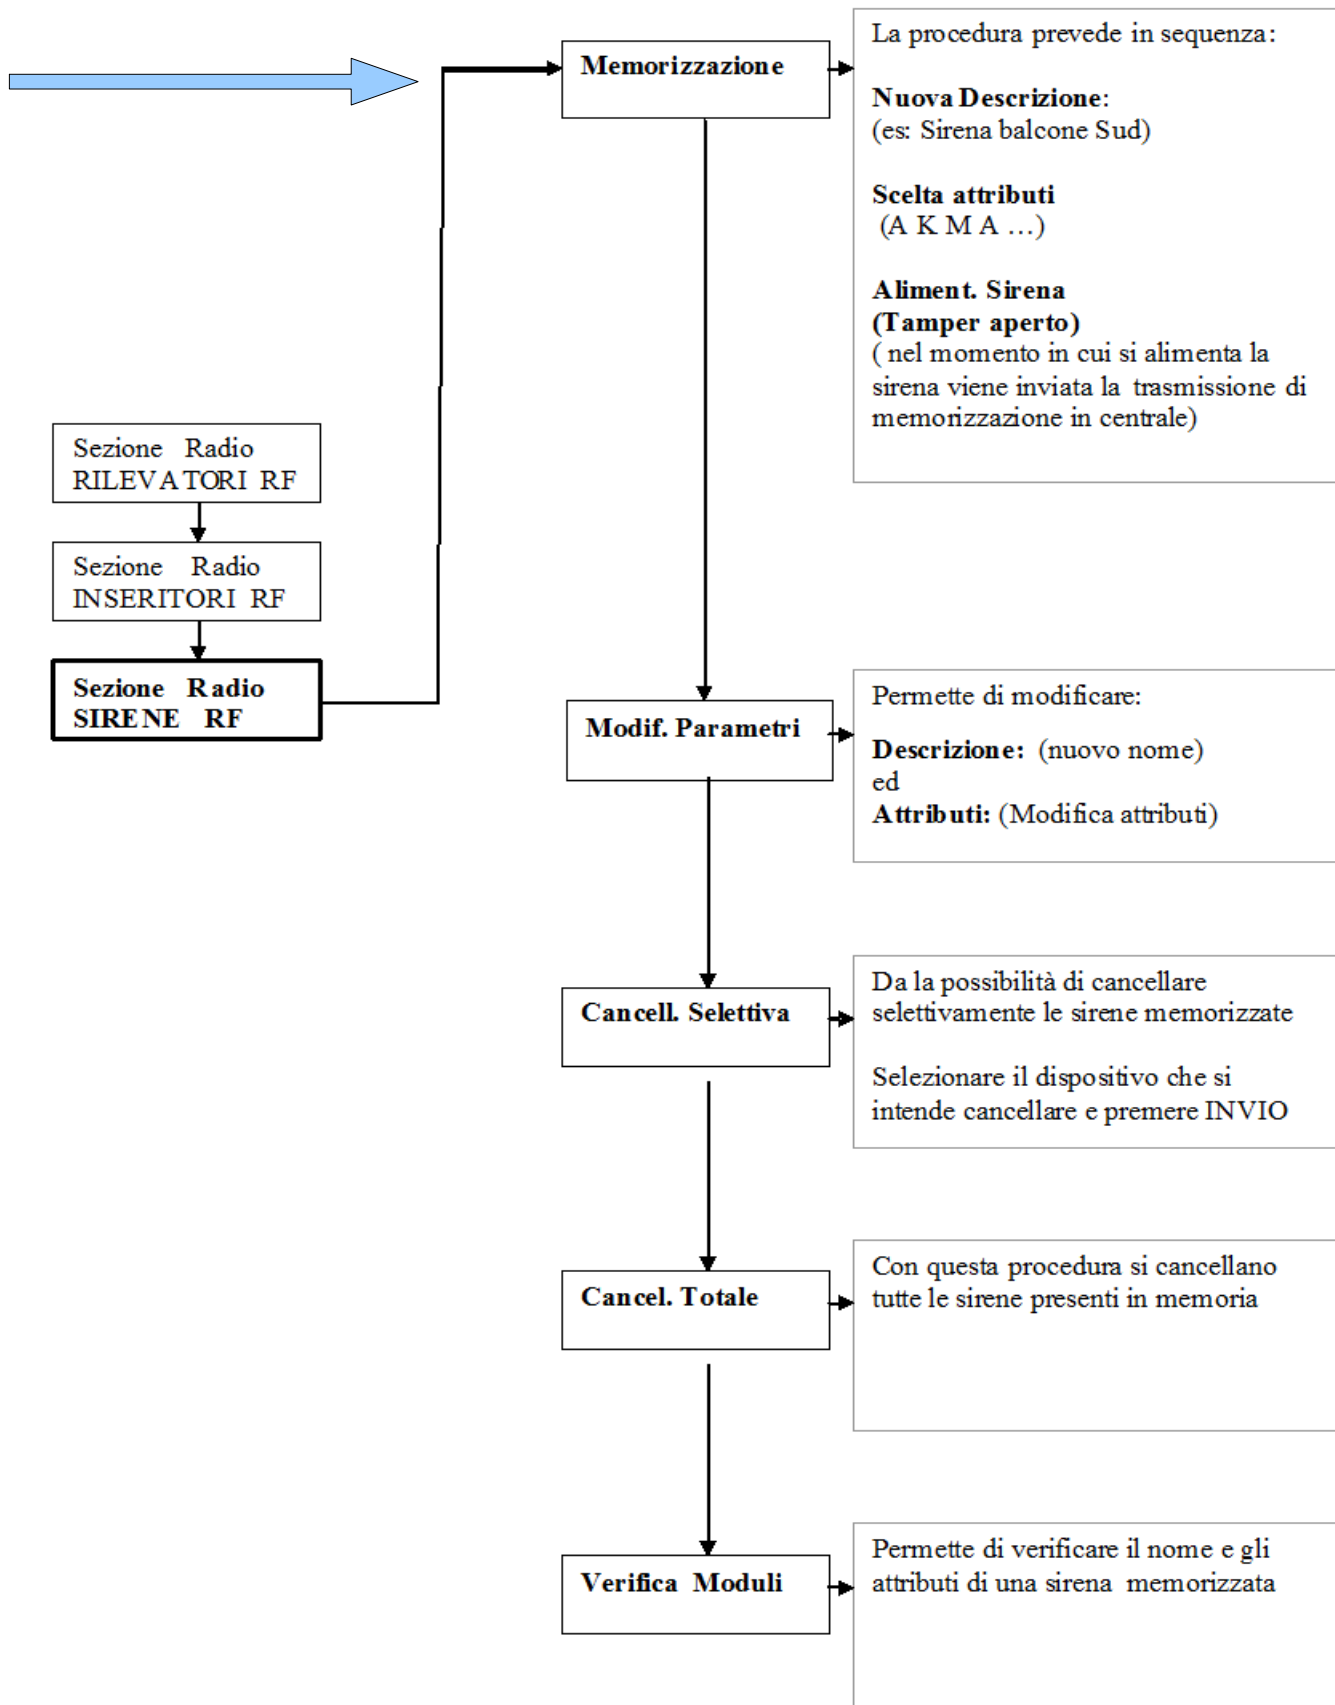 Sezione Radio
RILEVATORI RF
Sezione Radio
INSERITORI RF
Sezione Radio
SIRENE RF
Memorizzazione
La procedura prevede in sequenza:
Nuova Descrizione:
(es: Sirena balcone Sud)
Scelta attributi
(A K M A ...)
Aliment. Sirena
(Tamper aperto)
( nel momento in cui si alimenta la
sirena viene inviata la trasmissione di
memorizzazione in centrale)
Modif. Parametri
Permette di modificare:
Descrizione: (nuovo nome)
ed
Attributi: (Modifica attributi)
Cancell. Selettiva
Da la possibilità di cancellare
selettivamente le sirene memorizzate
Selezionare il dispositivo che si
intende cancellare e premere INVIO
Cancel. Totale
Con questa procedura si cancellano
tutte le sirene presenti in memoria
Verifica Moduli
Permette di verificare il nome e gli
attributi di una sirena memorizzata